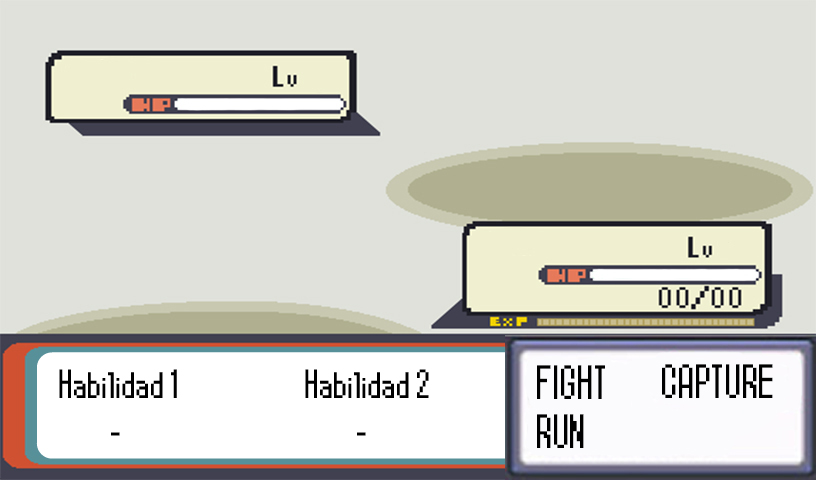 Lv
HP
Lv
HP
00/00
EXP
Habilidad 1 Habilidad 2
- -
FIGHT CAPTURE
RUN